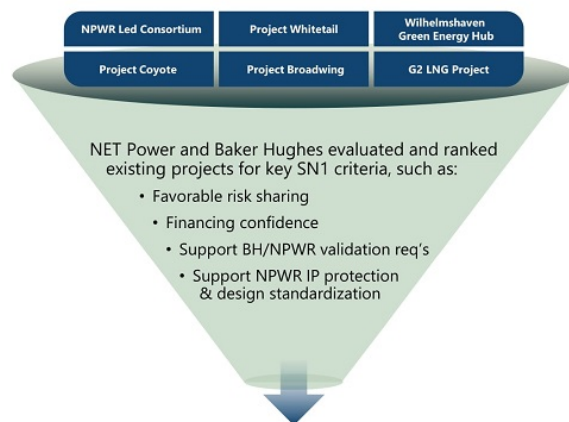 NPWR Led Consortium
Project Whitetail
Wilhelmshaven
Green Energy Hub
Project Coyote
Project Broadwing
G2 LNG Project
NET Power and Baker Hughes evaluated and ranked
existing projects for key SN1 criteria, such as:
• Favorable risk sharing
• Financing confidence
• Support BH/NPWR validation req's
• Support NPWR IP protection
& design standardization